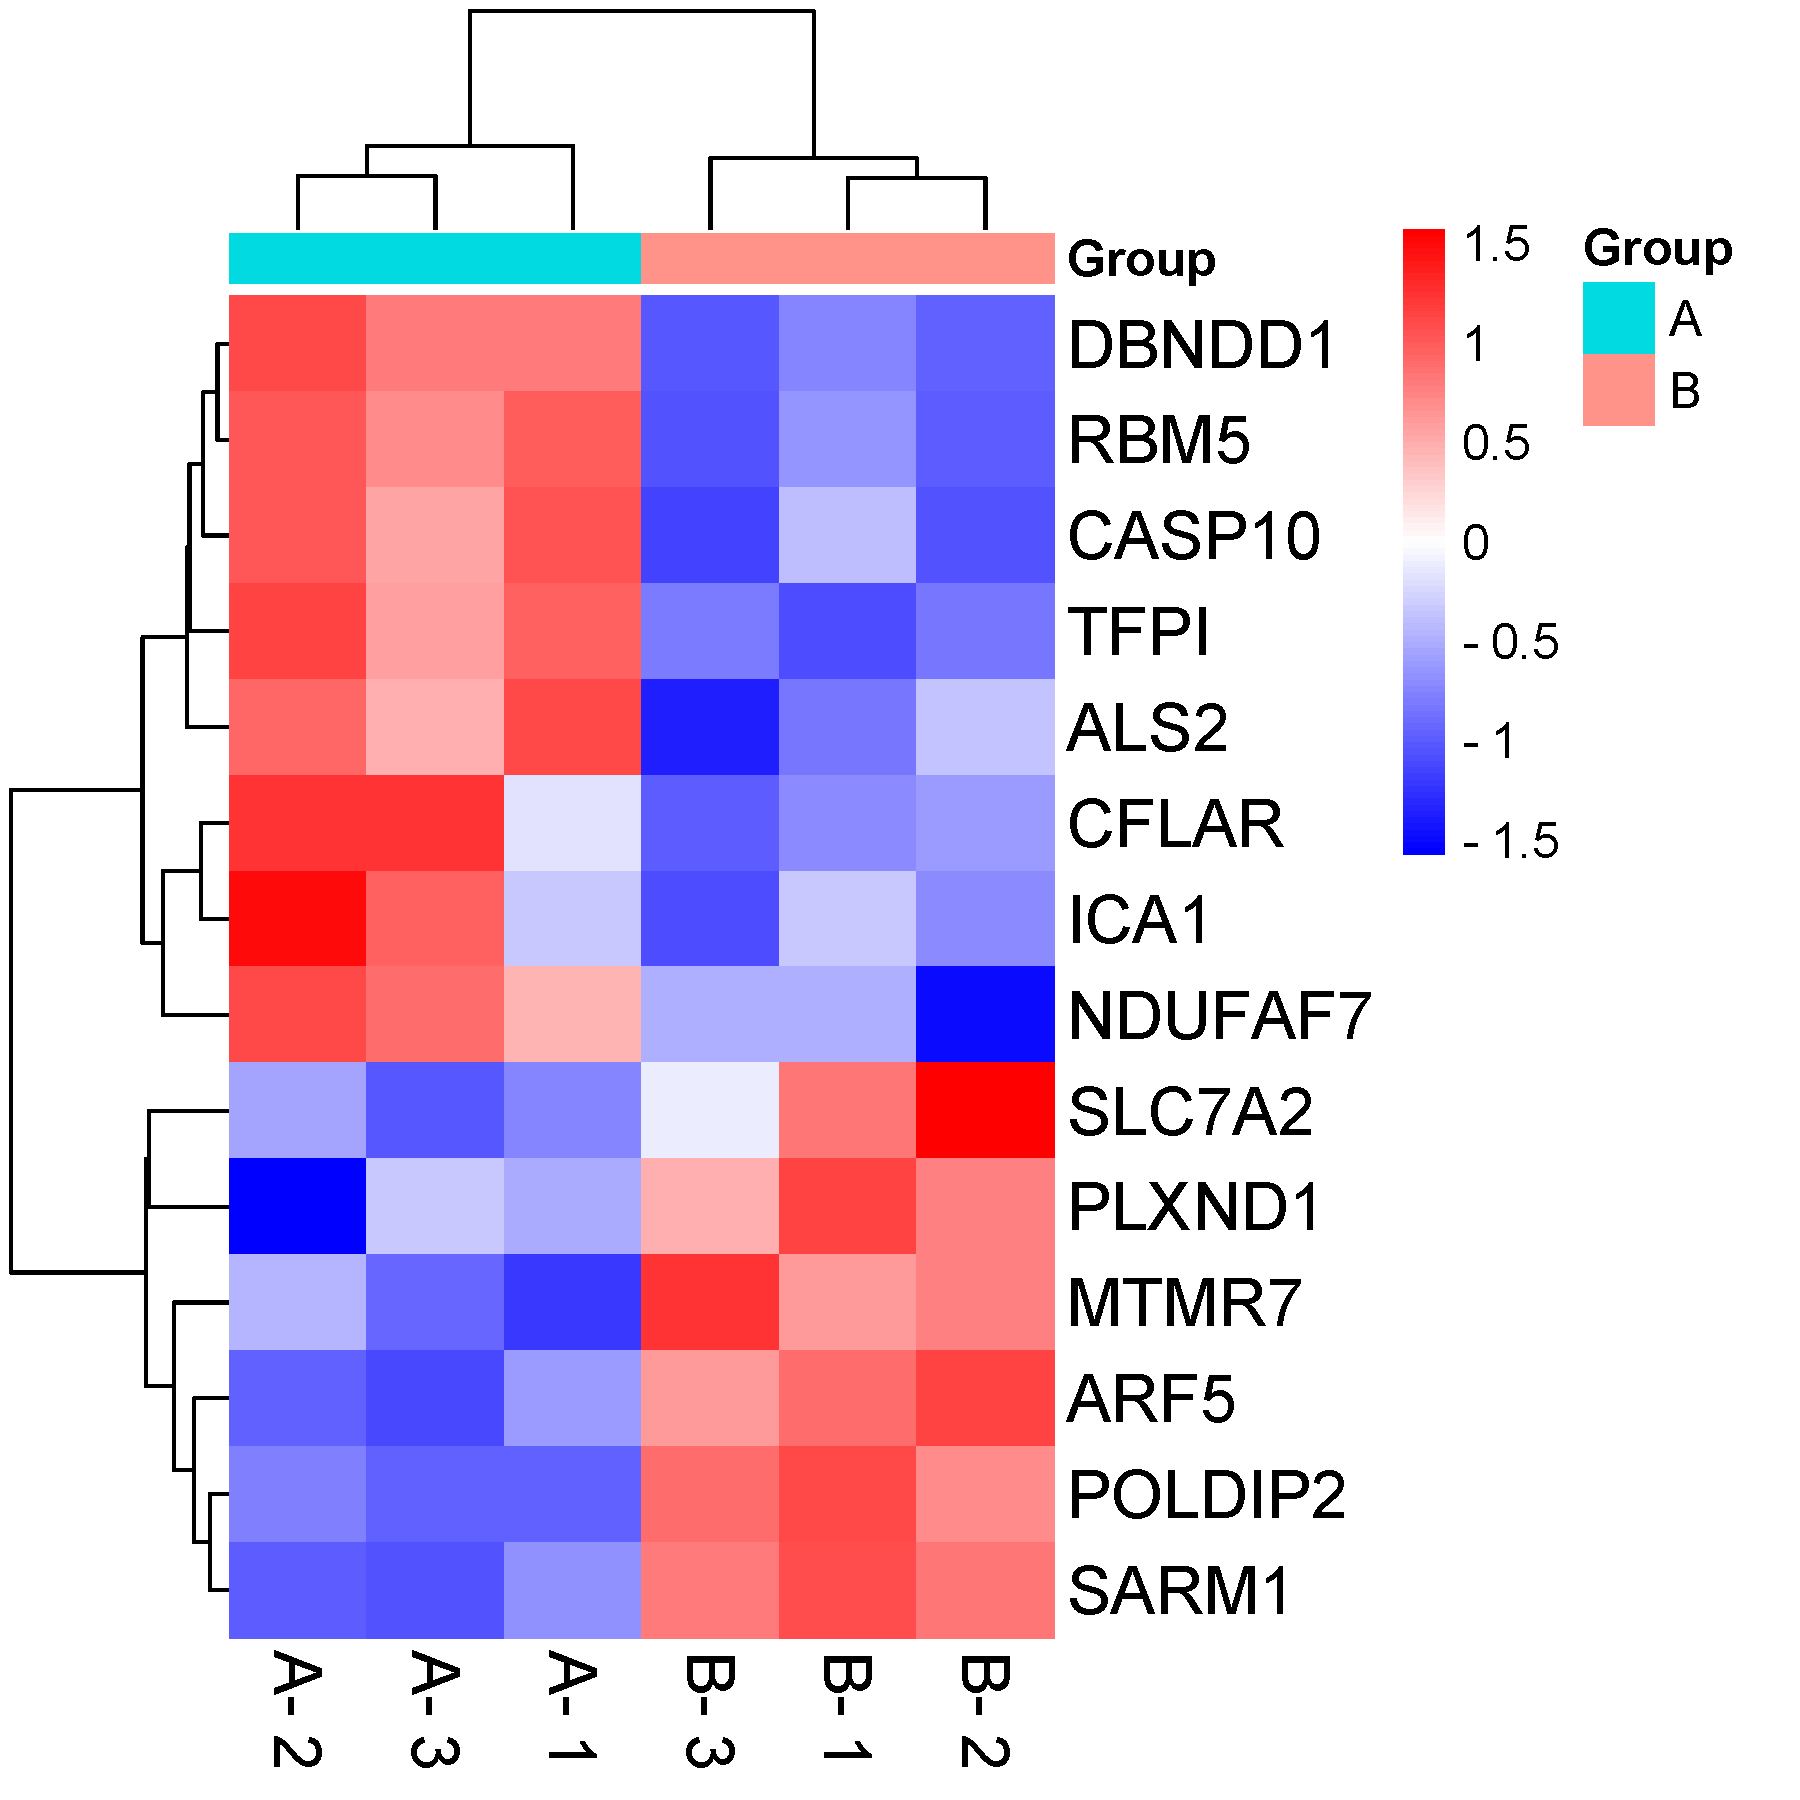 Group
DBNDD1
RBM5
CASP10
TFPI
ALS2
CFLAR
ICA1
NDUFAF7
SLC7A2
PLXND1
MTMR7
ARF5
POLDIP2
SARM1
A- 2
A- 3
A- 1
B- 3
B- 1
B- 2
1.5
1
0.5
0
- 0.5
- 1
- 1.5
Group
A
B